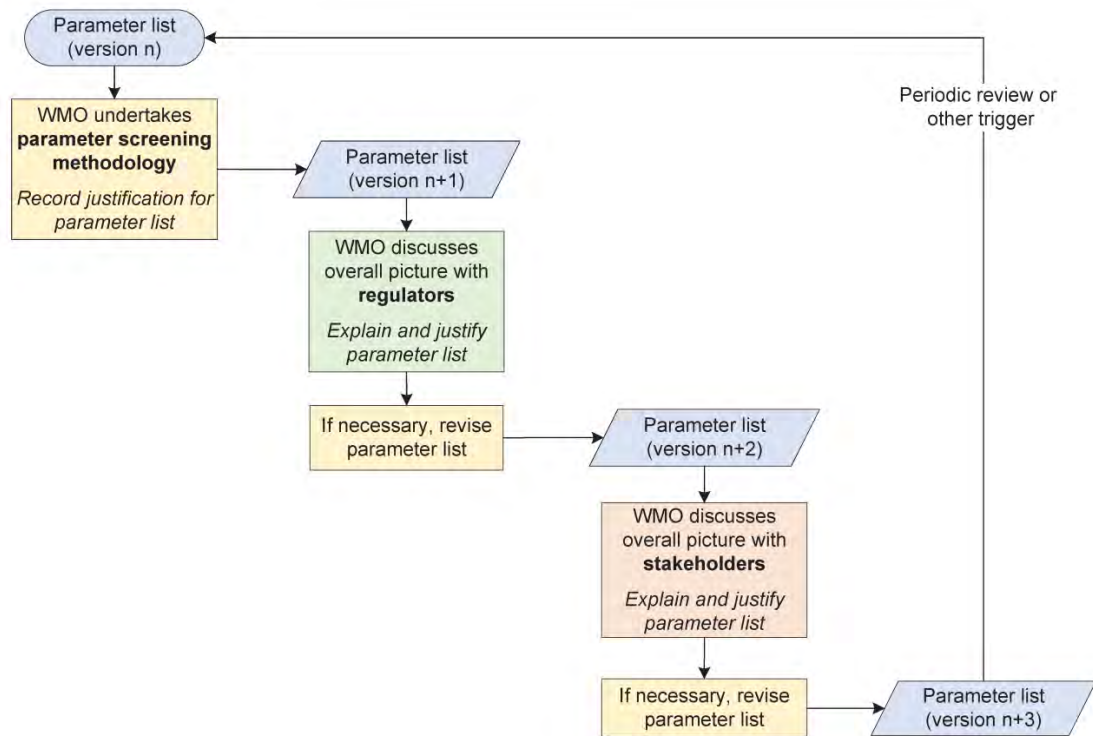 Parameter list
(version n)
WMO undertakes
parameter screening
methodology
Record justification for
parameter list
Parameter list
(version n+1)
Periodic review or
other trigger
WMO discusses
overall picture with
regulators
Explain and justify
parameter list
If necessary, revise
parameter list
Parameter list
(version n+2)
WMO discusses
overall picture with
stakeholders
Explain and justify
parameter list
If necessary, revise
parameter list
Parameter list
(version n+3)